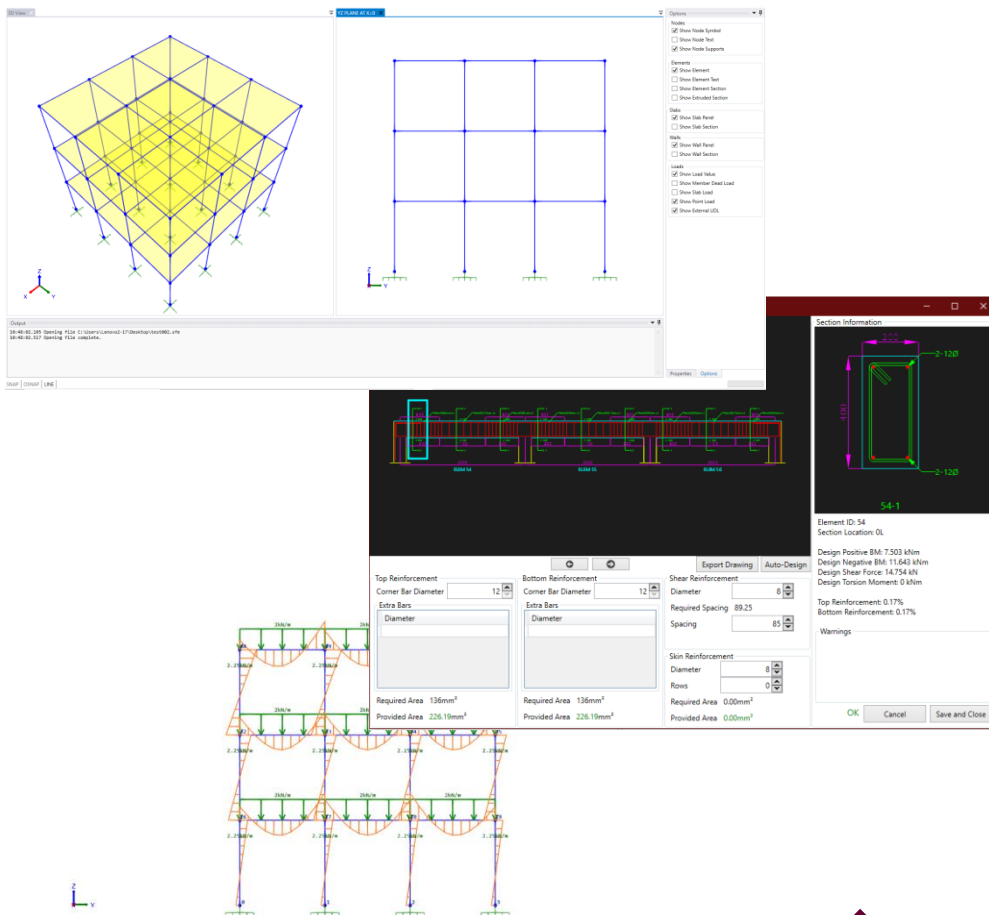 3D View
YZ PLANE AT X:0
Options
Nodes
Show Node Symbol
Show Node Text
Show Node Supports
Elements
Show Element
Show Element Text
Show Element Section
Show Extruded Section
Slabs
Show Slab Panel
Show Slab Section
Walls
Show Wall Panel
Show Wall Section
Loads
Show Load Value
Show Member Dead Load
Show Slab Load
Show Point Load
Show External UDL
Z
X
Y
Z
Y
Output
Opening file complete.
SNAP
OSNAP
LINE
Properties
Options
Section Information
2-12Ø
400
2-12Ø
54-1
ELEM 54
ELEM 55
Element ID: 54
Section Location: 0L
Design Positive BM: 7.503 kNm
Design Negative BM: 11.643 kNm
Design Shear Force: 14.754 kN
Design Torsion Moment: 0 kNm
Top Reinforcement: 0.17%
Bottom Reinforcement: 0.17%
Warnings
Export Drawing
Auto-Design
Top Reinforcement
Corner Bar Diameter 12
Extra Bars
Diameter
Required Area 136mm²
Provided Area 226.19mm²
Bottom Reinforcement
Corner Bar Diameter 12
Extra Bars
Diameter
Required Area 136mm²
Provided Area 226.19mm²
Shear Reinforcement
Diameter 8
Required Spacing 89.25
Spacing 85
Skin Reinforcement
Diameter 8
Rows 0
Required Area 0.00mm²
Provided Area 0.00mm²
OK
Cancel
Save and Close
2kN/m
2kN/m
2kN/m
2kN/m
2kN/m
Z
Y